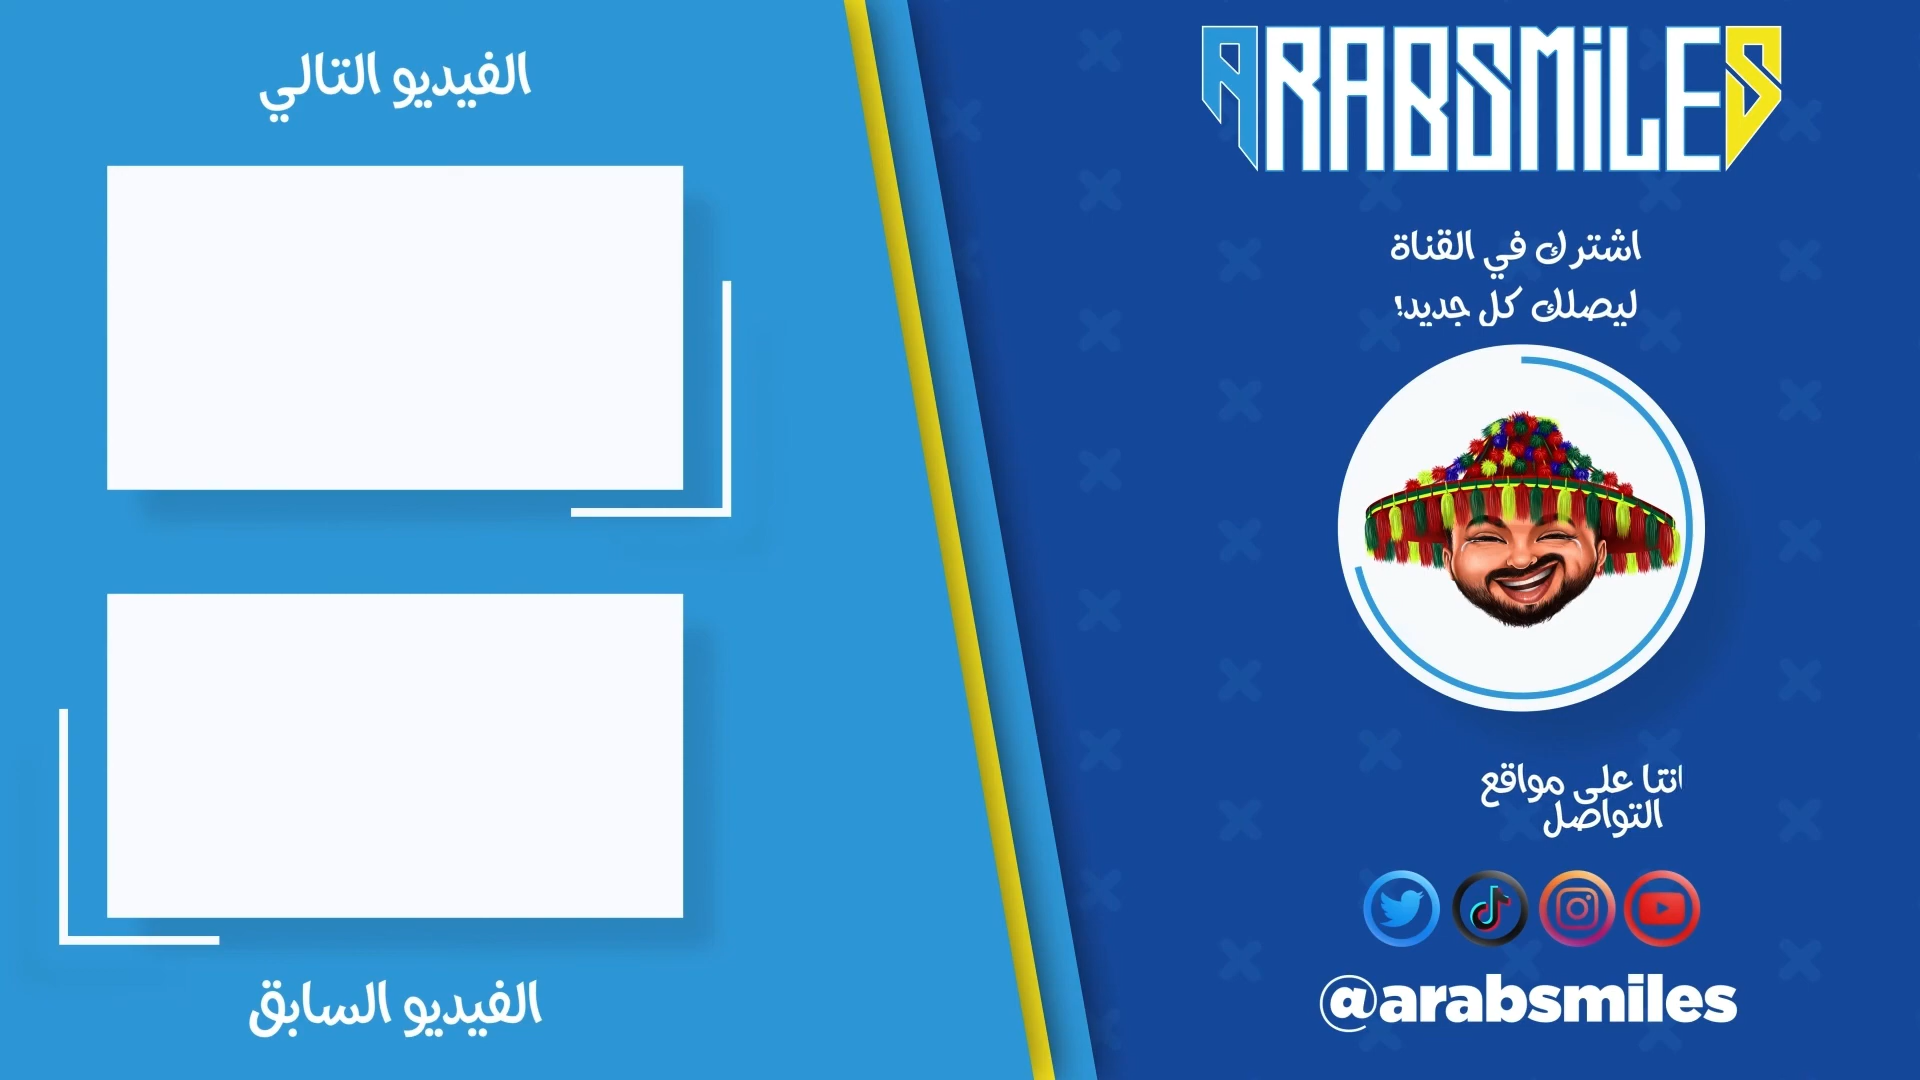 الفيديو التالي
الفيديو السابق
ARABSMiLES
اشترك في القناة
ليصلك كل جديد!
انتا على مواقع
التواصل
@arabsmiles